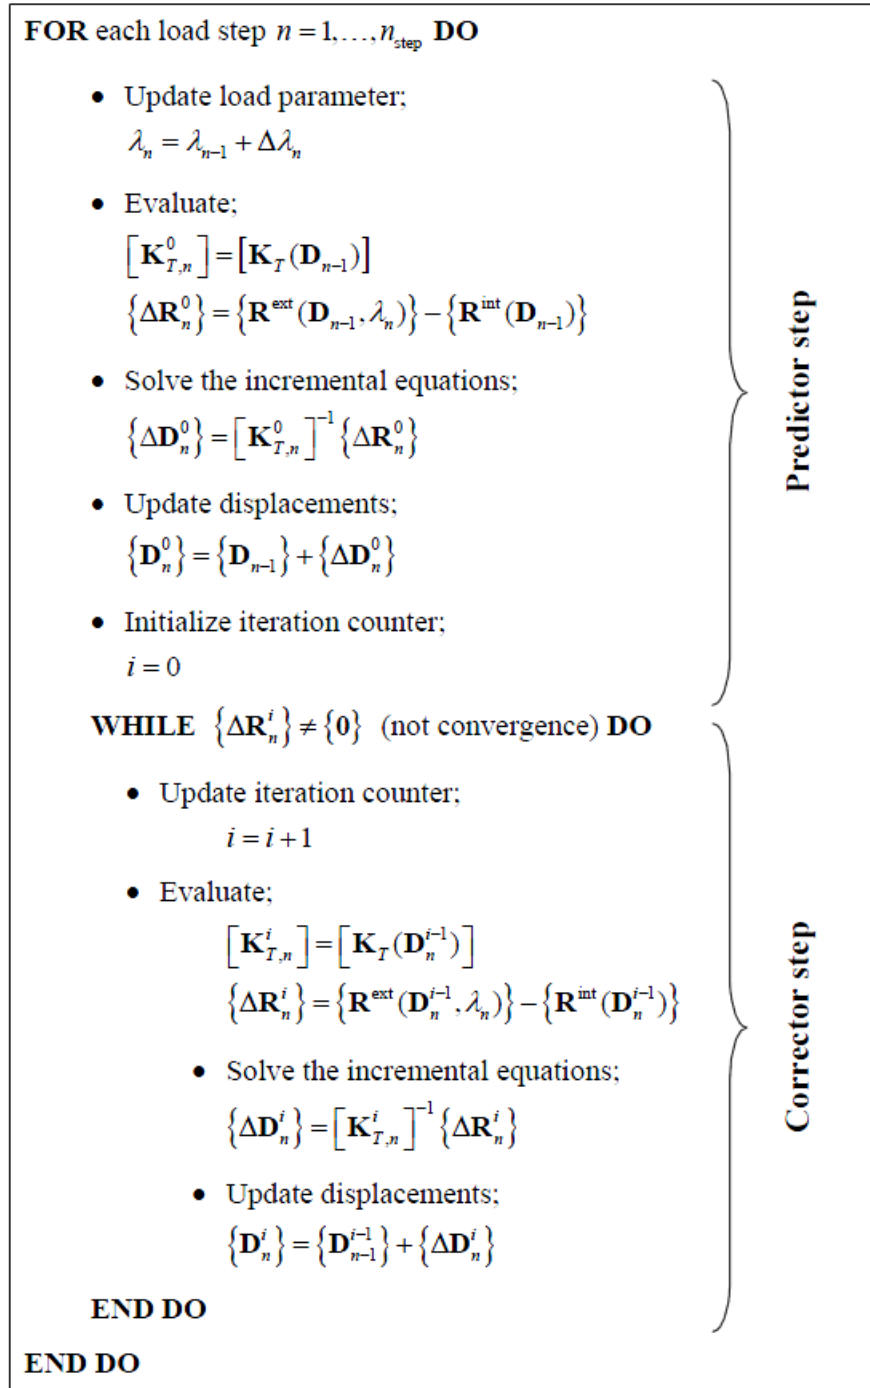 FOR each load step n = 1,…,n_step DO
• Update load parameter;
λ_n = λ_{n−1} + Δλ_n
• Evaluate;
[K^0_{T,n}] = [K_T(D_{n−1})]
{ΔR^0_n} = {R^ext(D_{n−1}, λ_n)} − {R^int(D_{n−1})}
• Solve the incremental equations;
{ΔD^0_n} = [K^0_{T,n}]^{−1} {ΔR^0_n}
• Update displacements;
{D^0_n} = {D_{n−1}} + {ΔD^0_n}
• Initialize iteration counter;
i = 0
Predictor step
WHILE {ΔR^i_n} ≠ {0} (not convergence) DO
• Update iteration counter;
i = i + 1
• Evaluate;
[K^i_{T,n}] = [K_T(D^{i−1}_n)]
{ΔR^i_n} = {R^ext(D^{i−1}_n, λ_n)} − {R^int(D^{i−1}_n)}
• Solve the incremental equations;
{ΔD^i_n} = [K^i_{T,n}]^{−1} {ΔR^i_n}
• Update displacements;
{D^i_n} = {D^{i−1}_{n−1}} + {ΔD^i_n}
Corrector step
END DO
END DO